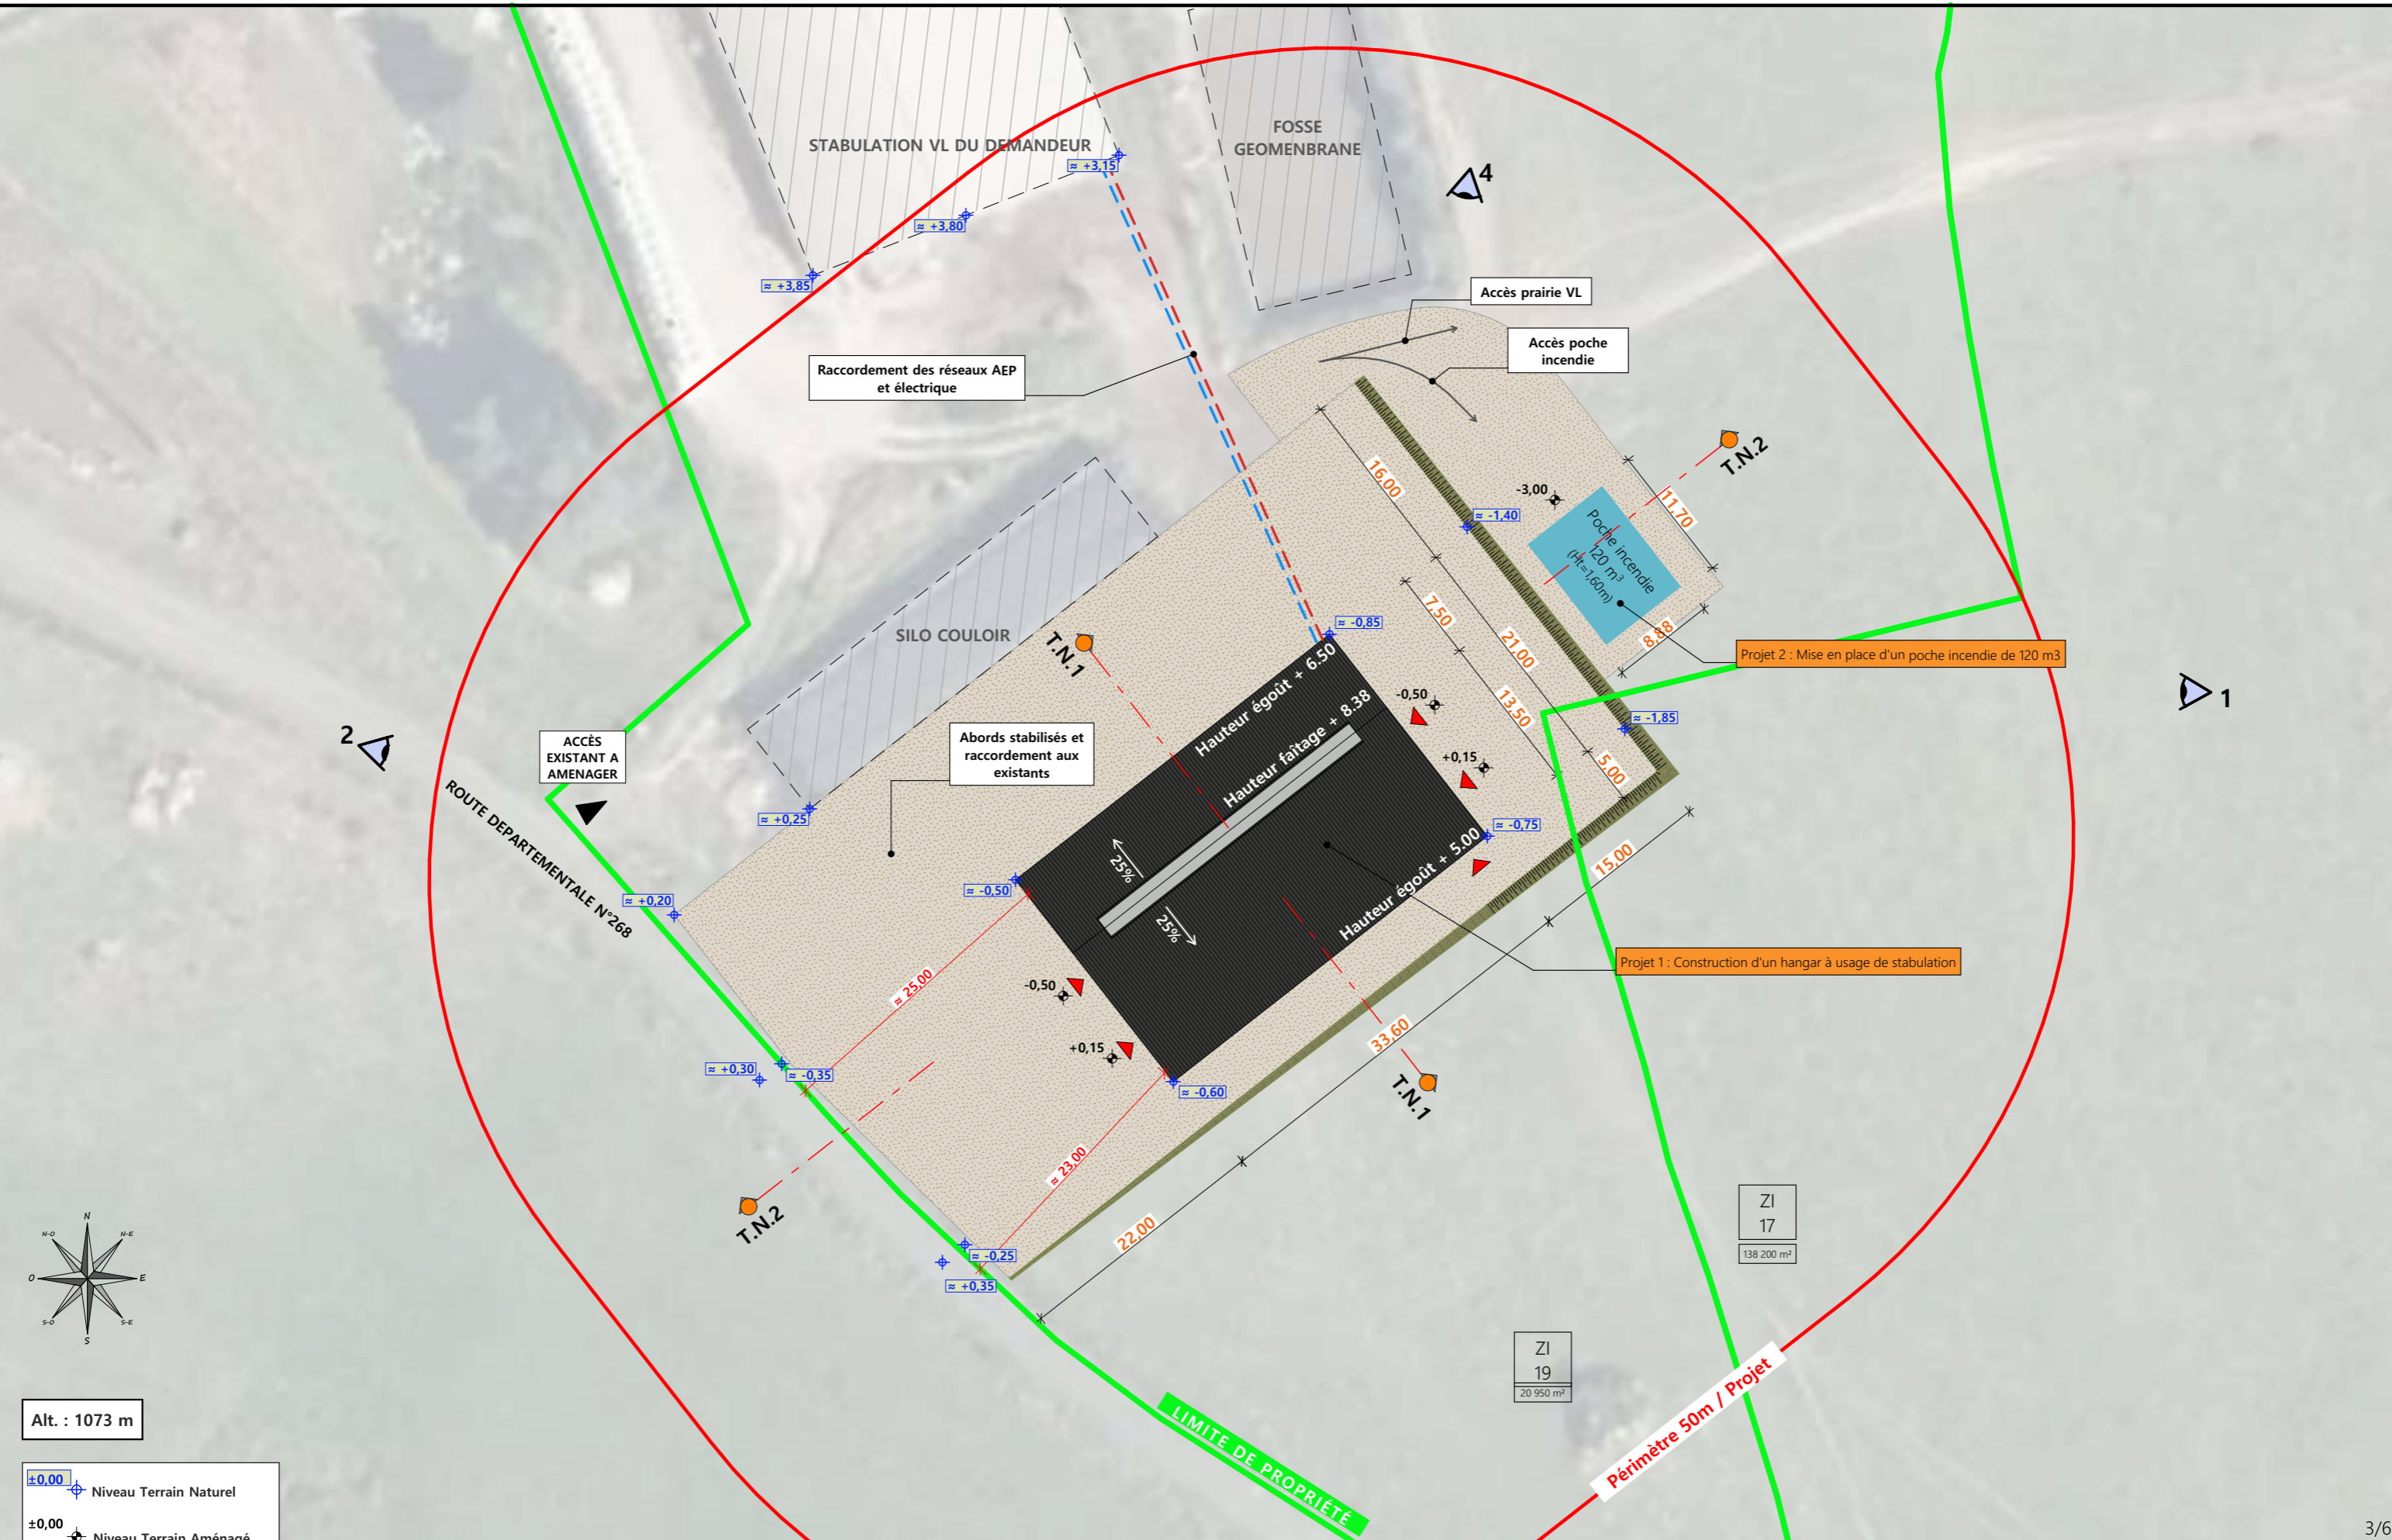 STABULATION VL DU DEMANDEUR
FOSSE
GEOMENBRANE
4
≈ +3,15
≈ +3,80
≈ +3,85
Accès prairie VL
Accès poche
incendie
Raccordement des réseaux AEP
et électrique
T.N.2
16,00
-3,00
11,70
≈ -1,40
Poche incendie
120 m³
(Ht=1,60m)
7,50
21,00
8,88
SILO COULOIR
T.N.1
≈ -0,85
Projet 2 : Mise en place d'un poche incendie de 120 m3
1
2
ACCÈS
EXISTANT A
AMENAGER
Abords stabilisés et
raccordement aux
existants
Hauteur égoût + 6.50
Hauteur faîtage + 8.38
-0,50
13,50
≈ -1,85
+0,15
5,00
ROUTE DEPARTEMENTALE N°268
≈ +0,25
≈ -0,75
25%
25%
Hauteur égoût + 5.00
15,00
≈ -0,50
≈ +0,20
Projet 1 : Construction d'un hangar à usage de stabulation
≈ 25,00
-0,50
33,60
+0,15
≈ +0,30
≈ -0,35
≈ -0,60
T.N.1
≈ 23,00
T.N.2
22,00
≈ -0,25
≈ +0,35
ZI
17
138 200 m²
ZI
19
20 950 m²
N
N-O
N-E
O
E
S-O
S-E
S
LIMITE DE PROPRIÉTÉ
Périmètre 50m / Projet
Alt. : 1073 m
±0,00
Niveau Terrain Naturel
±0,00
Niveau Terrain Aménagé
3/6